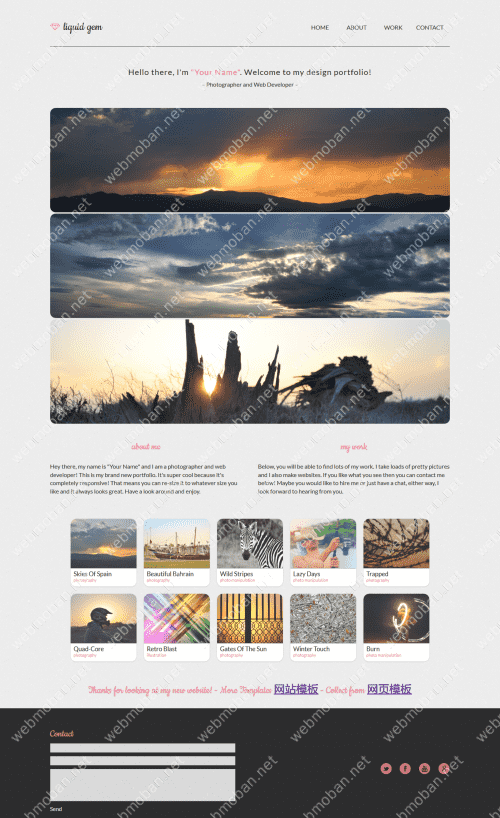 liquid gem
HOME ABOUT WORK CONTACT
Hello there, I'm "Your Name". Welcome to my design portfolio!
- Photographer and Web Developer -
about me
my work
Hey there, my name is "Your Name" and I am a photographer and web
developer! This is my brand new portfolio. It's super cool because it's
completely responsive! That means you can re-size it to whatever size you
like and it always looks great. Have a look around and enjoy.
Below, you will be able to find lots of my work. I take loads of pretty pictures
and i also make websites. If you like what you see then you can contact me
below! Maybe you would like to hire me or just have a chat, either way, I
look forward to hearing from you.
Skies Of Spain
photography
Beautiful Bahrain
photography
Wild Stripes
photomanipulation
Lazy Days
photo manipulation
Trapped
photography
Quad-Core
photography
Retro Blast
illustration
Gates Of The Sun
photography
Winter Touch
photography
Burn
photo manipulation
Thanks for looking at my new website! - More Templates 网站模板 - Collect from 网页模板
Contact
Send
webmoban.net